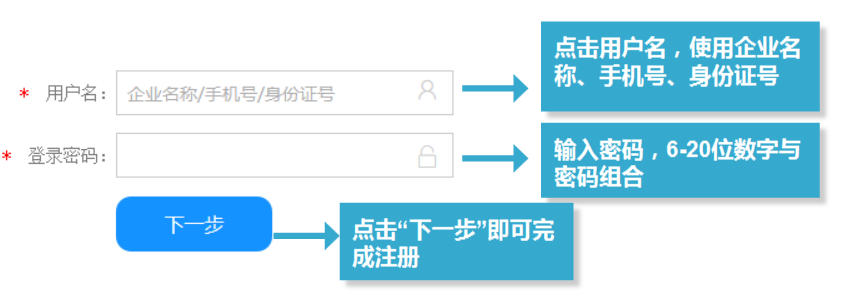 点击用户名，使用企业名
称、手机号、身份证号
* 用户名：
企业名称/手机号/身份证号
* 登录密码：
输入密码，6-20位数字与
密码组合
下一步
点击“下一步”即可完
成注册